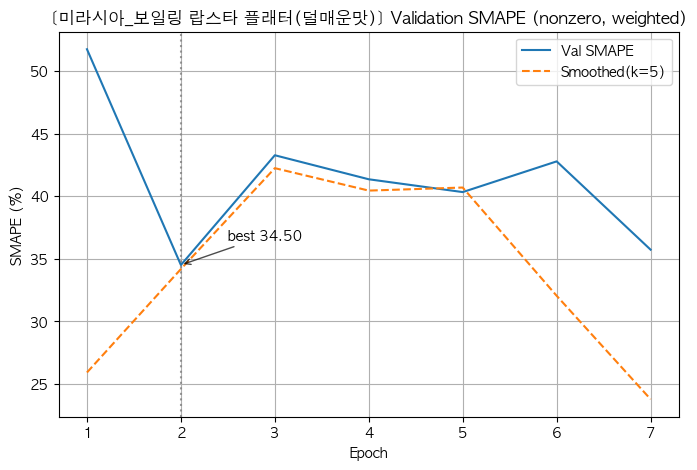 [미라시아_보일링 랍스타 플래터(덜매운맛)] Validation SMAPE (nonzero, weighted)
Val SMAPE
Smoothed(k=5)
50
45
40
35
30
25
SMAPE (%)
best 34.50
1 2 3 4 5 6 7
Epoch